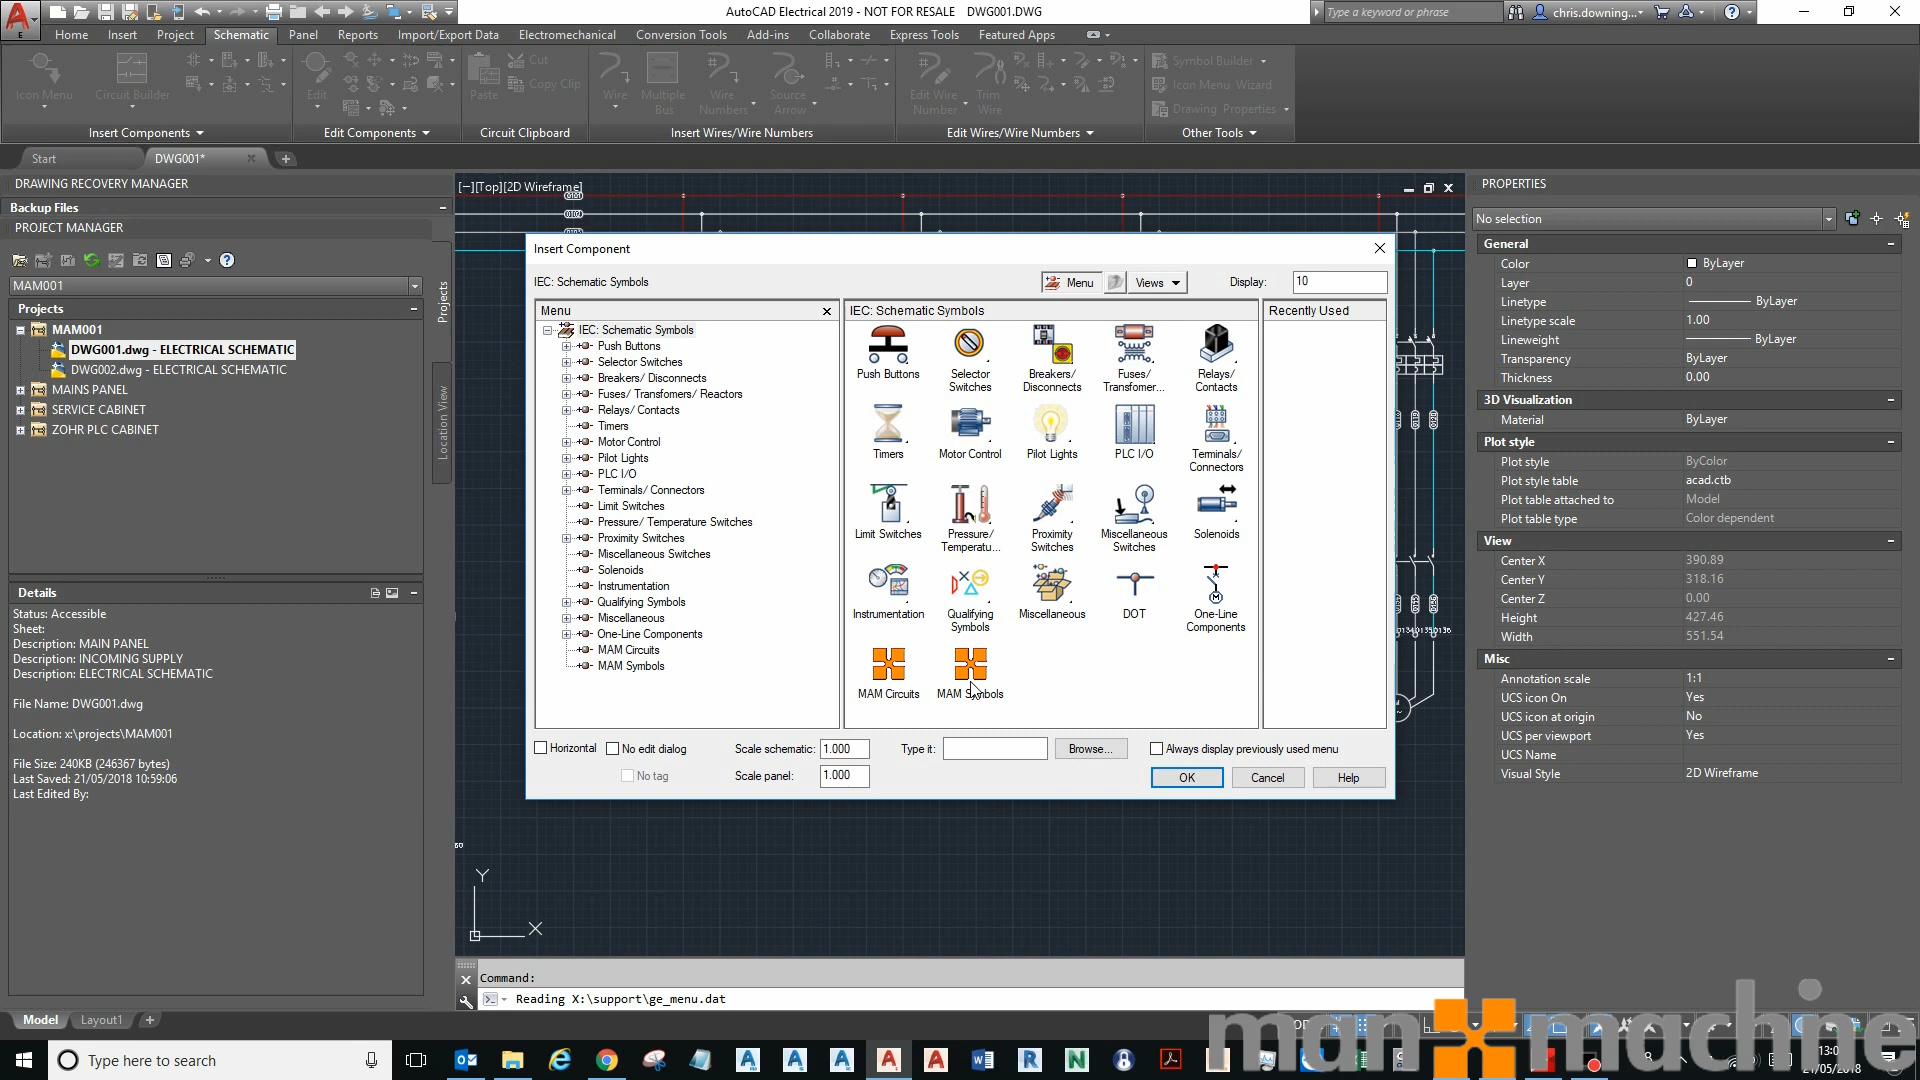 AutoCAD Electrical 2019 - NOT FOR RESALE DWG001.DWG
Type a keyword or phrase
chris.downing...
Home Insert Project Schematic Panel Reports Import/Export Data Electromechanical Conversion Tools Add-ins Collaborate Express Tools Featured Apps
Icon Menu
Circuit Builder
Edit
Paste
Cut
Copy Clip
Wire
Multiple Bus
Wire Numbers
Source Arrow
Edit Wire Number
Trim Wire
Symbol Builder
Icon Menu Wizard
Drawing Properties
Insert Components
Edit Components
Circuit Clipboard
Insert Wires/Wire Numbers
Edit Wires/Wire Numbers
Other Tools
Start
DWG001*
DRAWING RECOVERY MANAGER
Backup Files
PROJECT MANAGER
MAM001
Projects
MAM001
DWG001.dwg - ELECTRICAL SCHEMATIC
DWG002.dwg - ELECTRICAL SCHEMATIC
MAINS PANEL
SERVICE CABINET
ZOHR PLC CABINET
Projects
Location View
Details
Status: Accessible
Sheet:
Description: MAIN PANEL
Description: INCOMING SUPPLY
Description: ELECTRICAL SCHEMATIC
File Name: DWG001.dwg
Location: x:\projects\MAM001
File Size: 240KB (246367 bytes)
Last Saved: 21/05/2018 10:59:06
Last Edited By:
[−][Top][2D Wireframe]
Insert Component
IEC: Schematic Symbols
Menu
Views
Display:
10
Menu
IEC: Schematic Symbols
Push Buttons
Selector Switches
Breakers/ Disconnects
Fuses/ Transfomers/ Reactors
Relays/ Contacts
Timers
Motor Control
Pilot Lights
PLC I/O
Terminals/ Connectors
Limit Switches
Pressure/ Temperature Switches
Proximity Switches
Miscellaneous Switches
Solenoids
Instrumentation
Qualifying Symbols
Miscellaneous
One-Line Components
MAM Circuits
MAM Symbols
IEC: Schematic Symbols
Push Buttons
Selector Switches
Breakers/ Disconnects
Fuses/ Transfomer...
Relays/ Contacts
Timers
Motor Control
Pilot Lights
PLC I/O
Terminals/ Connectors
Limit Switches
Pressure/ Temperatu...
Proximity Switches
Miscellaneous Switches
Solenoids
Instrumentation
Qualifying Symbols
Miscellaneous
DOT
One-Line Components
MAM Circuits
MAM Symbols
Recently Used
Horizontal
No edit dialog
No tag
Scale schematic:
1.000
Scale panel:
1.000
Type it:
Browse...
Always display previously used menu
OK
Cancel
Help
Y
X
Command:
Reading X:\support\ge_menu.dat
PROPERTIES
No selection
General
Color ByLayer
Layer 0
Linetype ByLayer
Linetype scale 1.00
Lineweight ByLayer
Transparency ByLayer
Thickness 0.00
3D Visualization
Material ByLayer
Plot style
Plot style ByColor
Plot style table acad.ctb
Plot table attached to Model
Plot table type Color dependent
View
Center X 390.89
Center Y 318.16
Center Z 0.00
Height 427.46
Width 551.54
Misc
Annotation scale 1:1
UCS icon On Yes
UCS icon at origin No
UCS per viewport Yes
UCS Name
Visual Style 2D Wireframe
Model
Layout1
man machine
Type here to search
21/05/2018